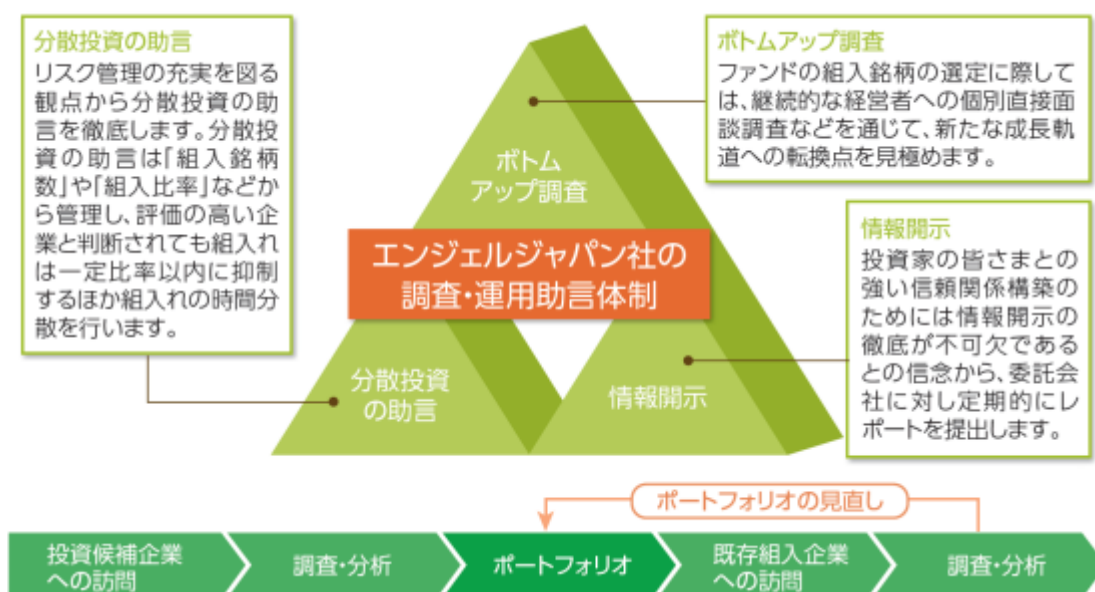 分散投資の助言
リスク管理の充実を図る
観点から分散投資の助
言を徹底します。分散投
資の助言は「組入銘柄
数」や「組入比率」などか
ら管理し、評価の高い企
業と判断されても組入れ
は一定比率以内に抑制
するほか組入れの時間分
散を行います。
ボトムアップ調査
ファンドの組入銘柄の選定に際して
は、継続的な経営者への個別直接面
談調査などを通じて、新たな成長軌
道への転換点を見極めます。
ボトム
アップ調査
エンジェルジャパン社の
調査・運用助言体制
情報開示
投資家の皆さまとの
強い信頼関係構築の
ためには情報開示の
徹底が不可欠である
との信念から、委託会
社に対し定期的にレ
ポートを提出します。
分散投資
の助言
情報開示
ポートフォリオの見直し
投資候補企業
への訪問
調査・分析
ポートフォリオ
既存組入企業
への訪問
調査・分析